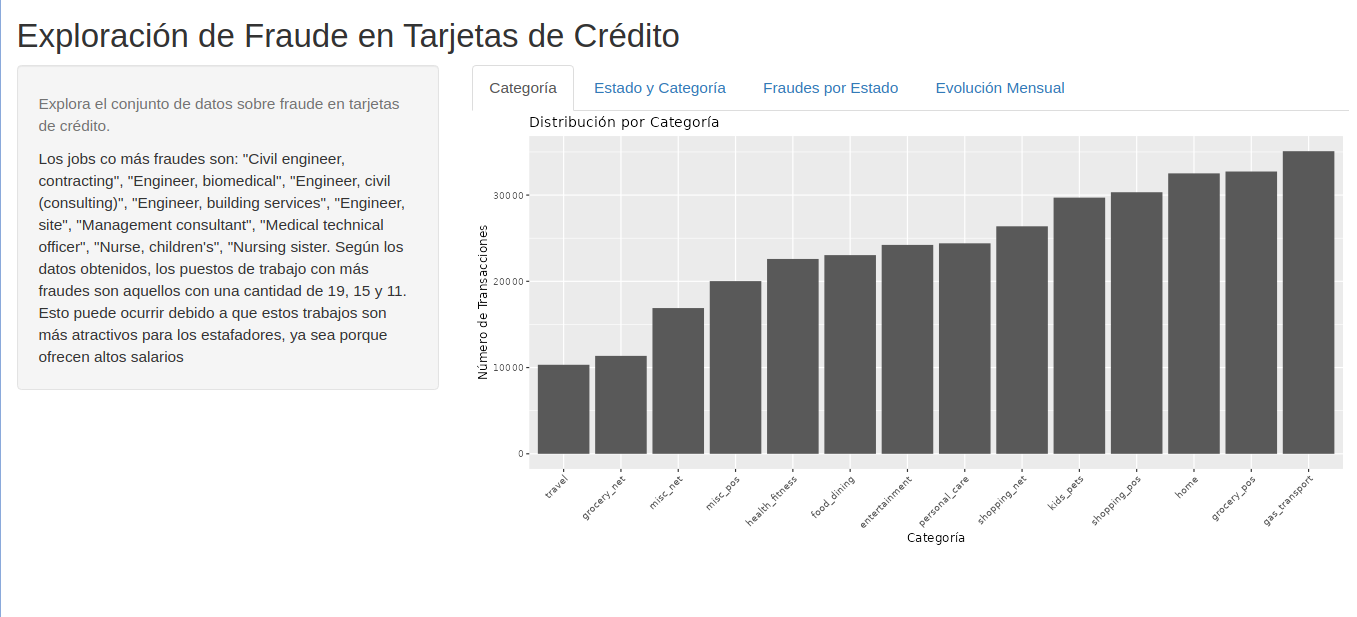 Exploración de Fraude en Tarjetas de Crédito
Explora el conjunto de datos sobre fraude en tarjetas
de crédito.
Los jobs co más fraudes son: "Civil engineer,
contracting", "Engineer, biomedical", "Engineer, civil
(consulting)", "Engineer, building services", "Engineer,
site", "Management consultant", "Medical technical
officer", "Nurse, children's", "Nursing sister. Según los
datos obtenidos, los puestos de trabajo con más
fraudes son aquellos con una cantidad de 19, 15 y 11.
Esto puede ocurrir debido a que estos trabajos son
más atractivos para los estafadores, ya sea porque
ofrecen altos salarios
Categoría
Estado y Categoría
Fraudes por Estado
Evolución Mensual
Distribución por Categoría
Número de Transacciones
30000
20000
10000
0
travel
grocery_net
misc_net
misc_pos
health_fitness
food_dining
entertainment
personal_care
shopping_net
kids_pets
shopping_pos
home
grocery_pos
gas_transport
Categoría